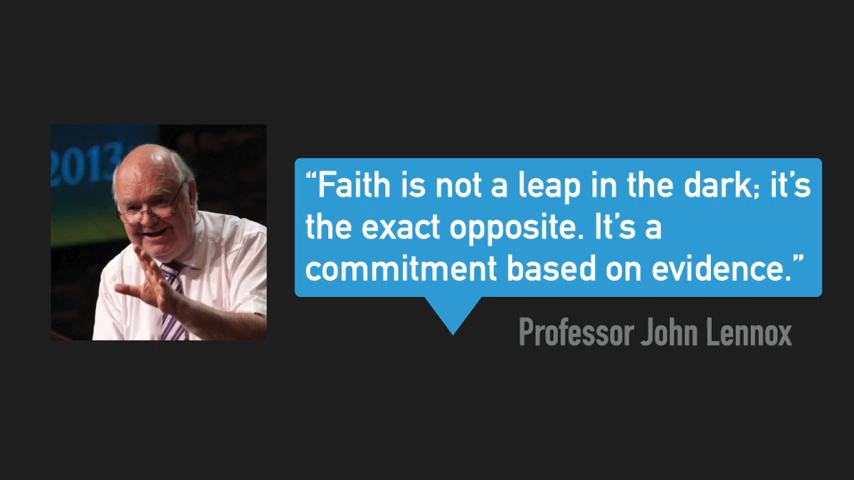 2013
“Faith is not a leap in the dark; it’s
the exact opposite. It’s a
commitment based on evidence.”
Professor John Lennox